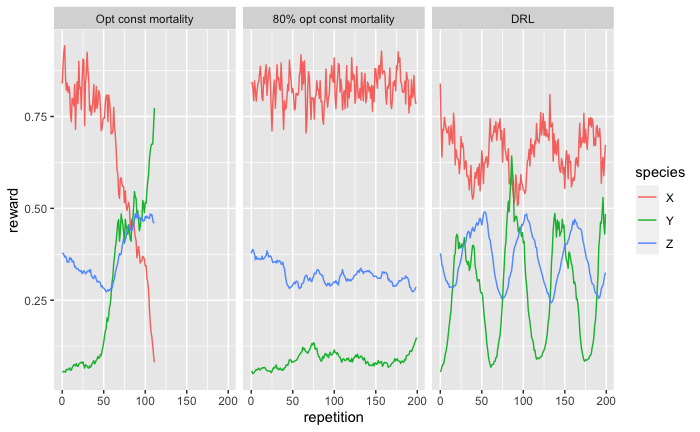 Opt const mortality 80% opt const mortality DRL
reward
0.75
0.50
0.25
0 50 100 150 200 0 50 100 150 200 0 50 100 150 200
repetition
species
X
Y
Z